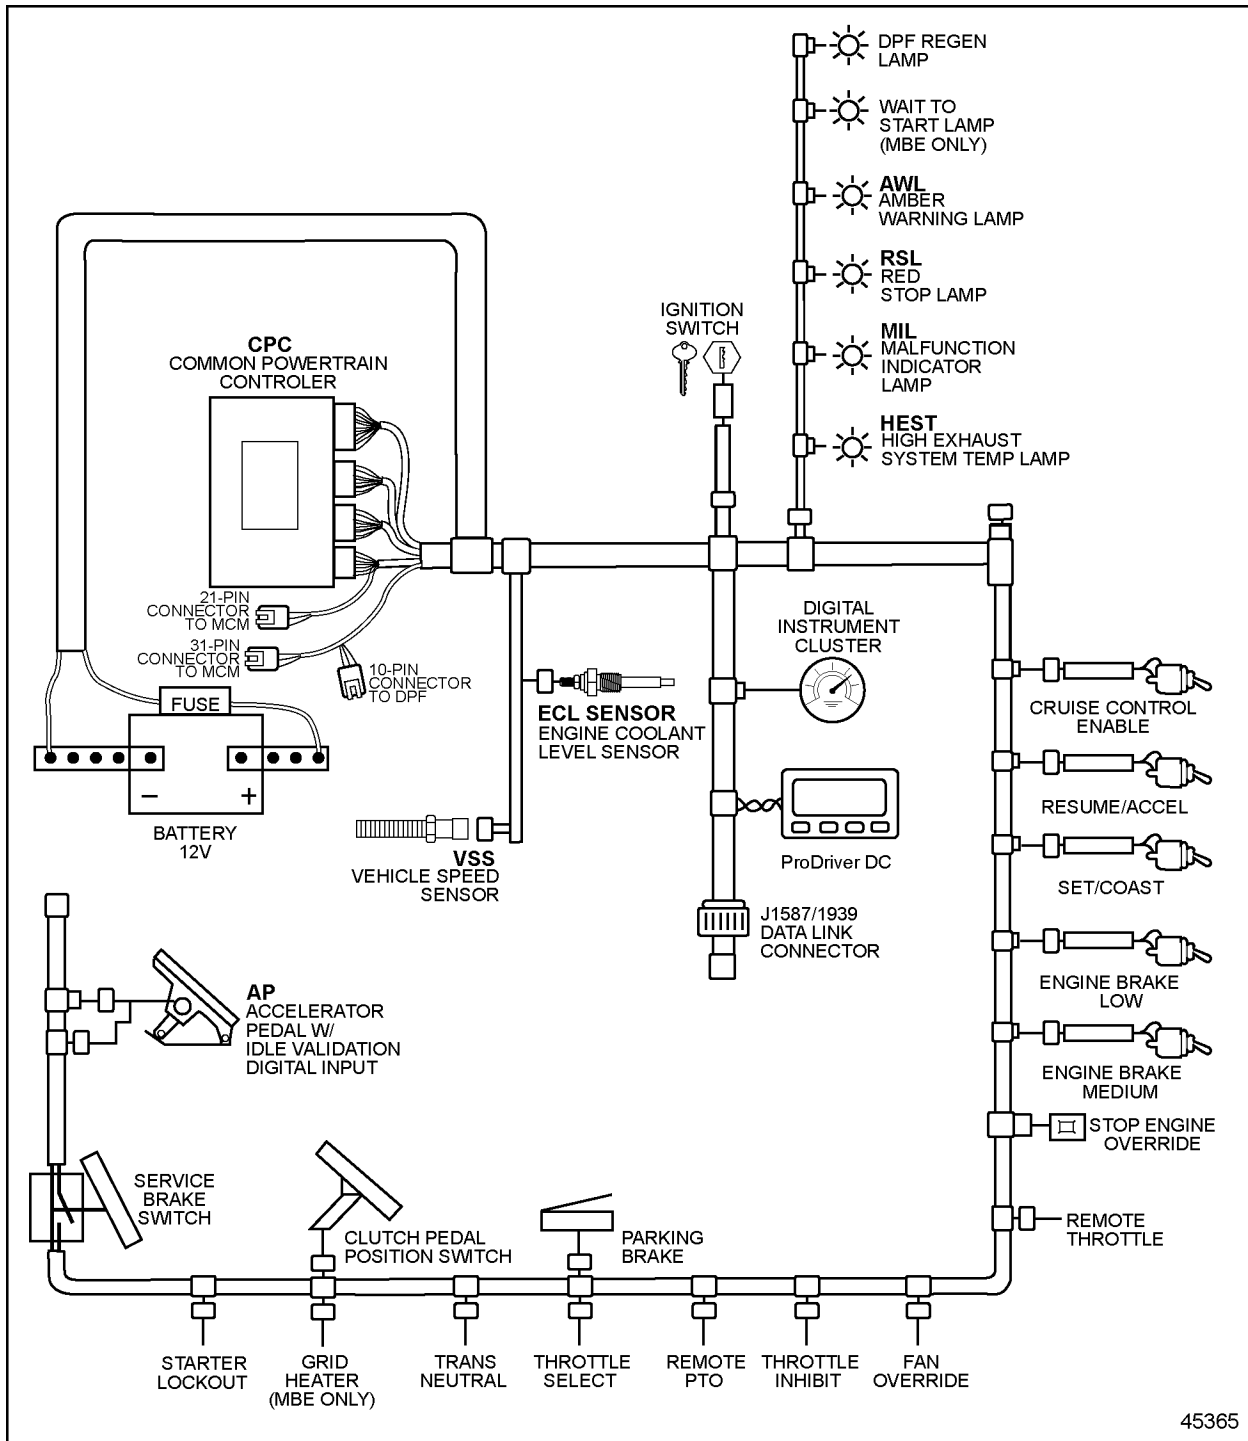 DPF REGEN
LAMP
WAIT TO
START LAMP
(MBE ONLY)
AWL
AMBER
WARNING LAMP
RSL
RED
STOP LAMP
IGNITION
SWITCH
MIL
MALFUNCTION
INDICATOR
LAMP
CPC
COMMON POWERTRAIN
CONTROLER
HEST
HIGH EXHAUST
SYSTEM TEMP LAMP
21-PIN
CONNECTOR
TO MCM
31-PIN
CONNECTOR
TO MCM
10-PIN
CONNECTOR
TO DPF
DIGITAL
INSTRUMENT
CLUSTER
FUSE
ECL SENSOR
ENGINE COOLANT
LEVEL SENSOR
CRUISE CONTROL
ENABLE
– +
BATTERY
12V
RESUME/ACCEL
VSS
VEHICLE SPEED
SENSOR
ProDriver DC
SET/COAST
J1587/1939
DATA LINK
CONNECTOR
ENGINE BRAKE
LOW
AP
ACCELERATOR
PEDAL W/
IDLE VALIDATION
DIGITAL INPUT
ENGINE BRAKE
MEDIUM
STOP ENGINE
OVERRIDE
SERVICE
BRAKE
SWITCH
CLUTCH PEDAL
POSITION SWITCH
PARKING
BRAKE
REMOTE
THROTTLE
STARTER
LOCKOUT
GRID
HEATER
(MBE ONLY)
TRANS
NEUTRAL
THROTTLE
SELECT
REMOTE
PTO
THROTTLE
INHIBIT
FAN
OVERRIDE
45365